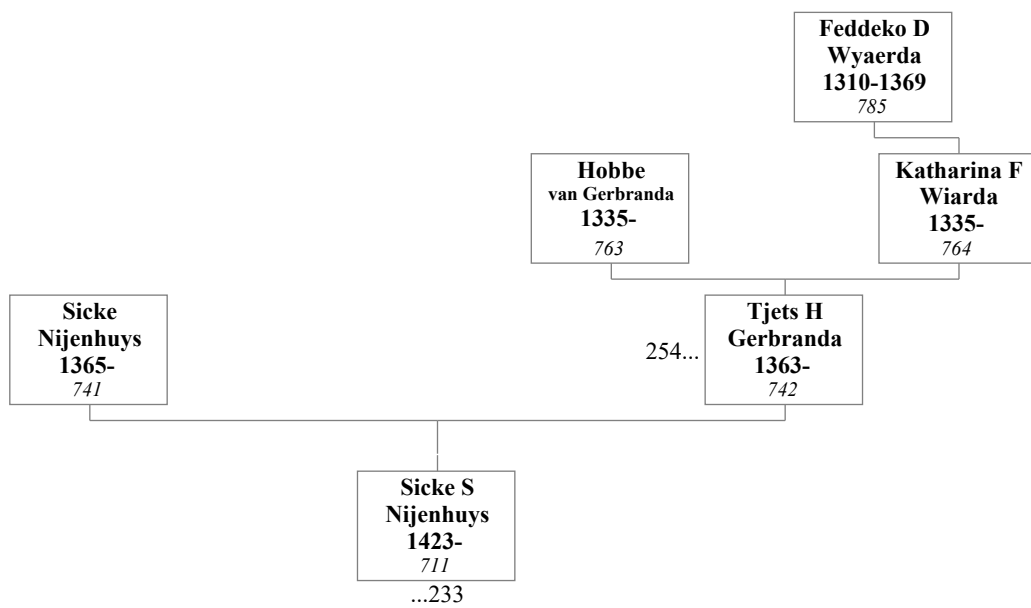 Feddeko D
Wyaerda
1310-1369
785
Hobbe
van Gerbranda
1335-
763
Katharina F
Wiarda
1335-
764
Sicke
Nijenhuys
1365-
741
254...
Tjets H
Gerbranda
1363-
742
Sicke S
Nijenhuys
1423-
711
...233